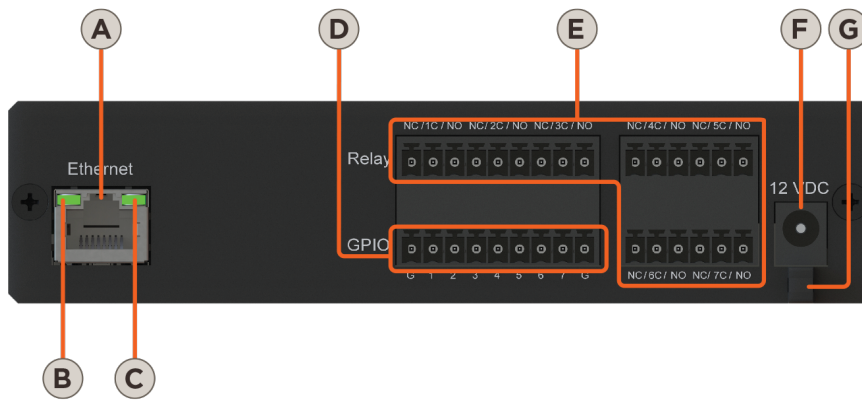 A D E F G
NC/1C/NO NC/2C/NO NC/3C/NO NC/4C/NO NC/5C/NO
Ethernet
Relay
12 VDC
GPIO
G 1 2 3 4 5 6 7 G
NC/6C/NO NC/7C/NO
B C